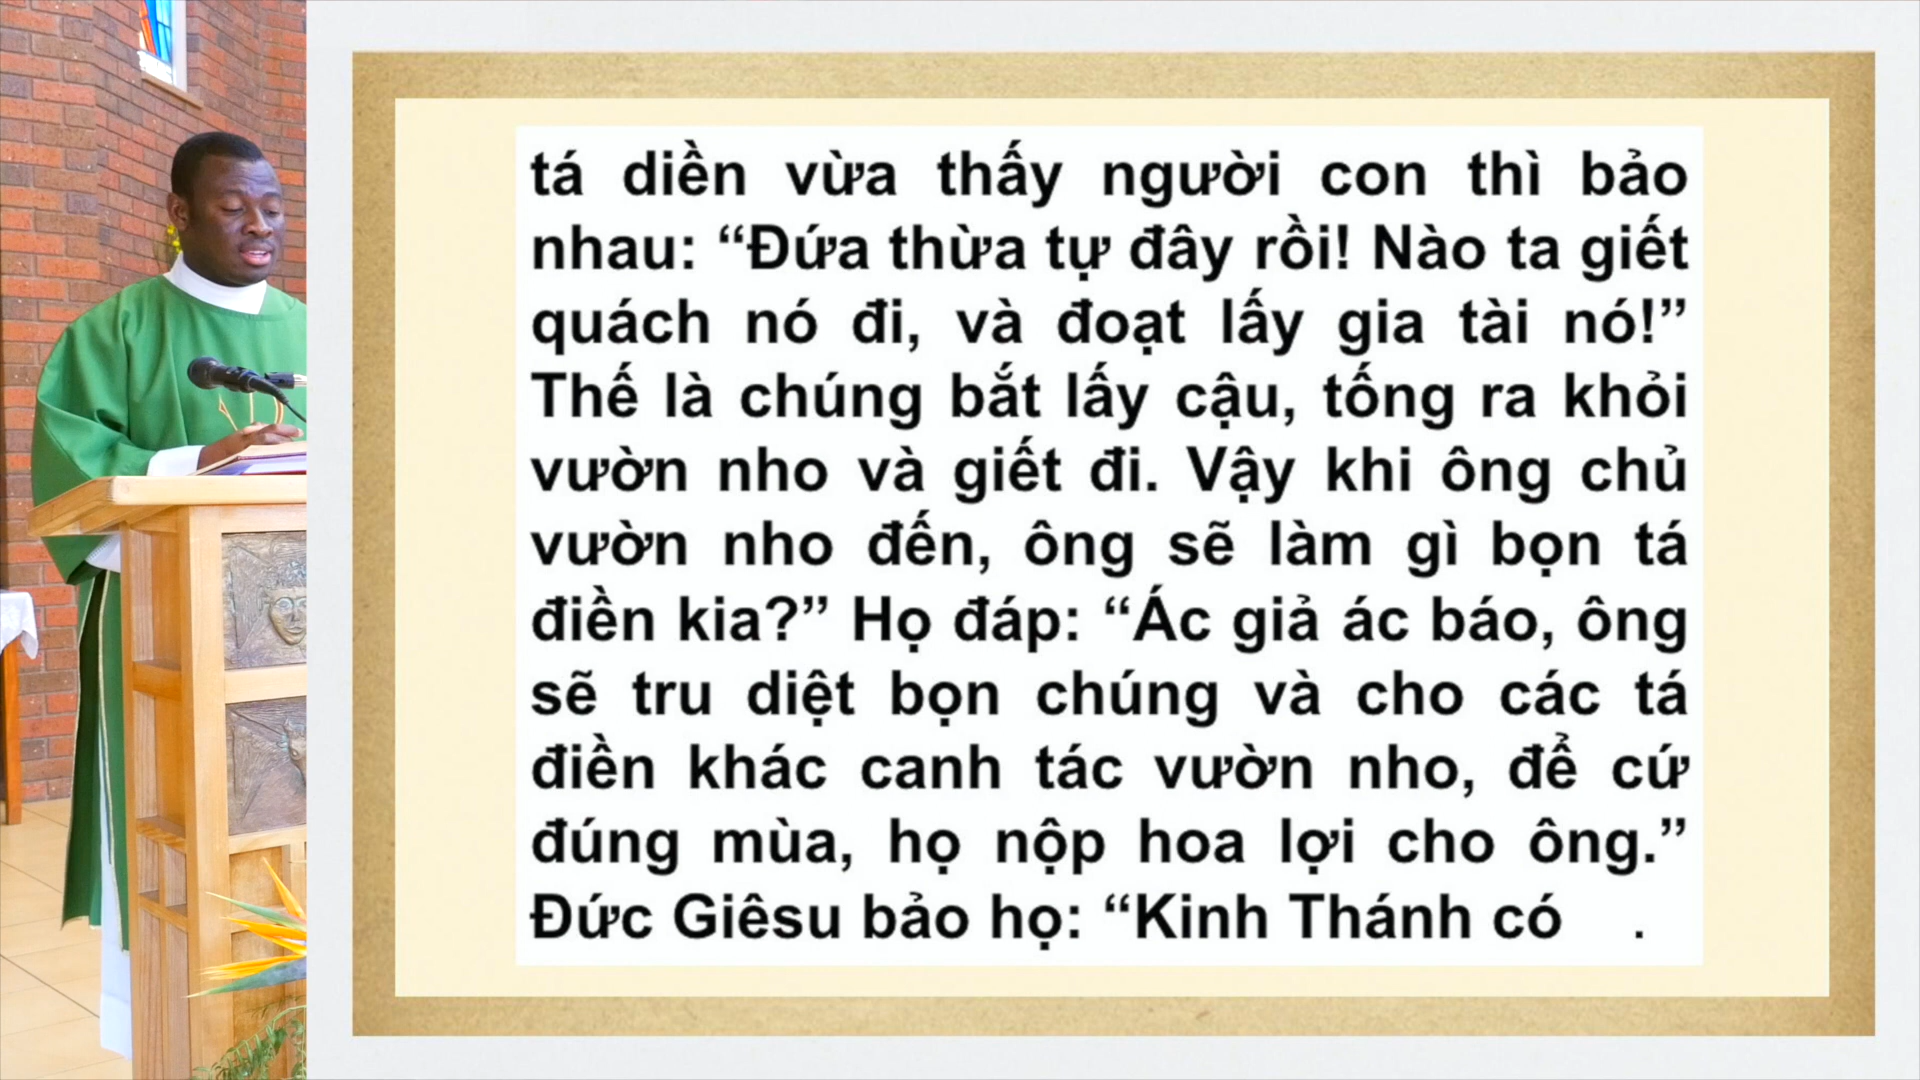 tá diền vừa thấy người con thì bảo
nhau: “Đứa thừa tự đây rồi! Nào ta giết
quách nó đi, và đoạt lấy gia tài nó!”
Thế là chúng bắt lấy cậu, tống ra khỏi
vườn nho và giết đi. Vậy khi ông chủ
vườn nho đến, ông sẽ làm gì bọn tá
điền kia?” Họ đáp: “Ác giả ác báo, ông
sẽ tru diệt bọn chúng và cho các tá
điền khác canh tác vườn nho, để cứ
đúng mùa, họ nộp hoa lợi cho ông.”
Đức Giêsu bảo họ: “Kinh Thánh có .